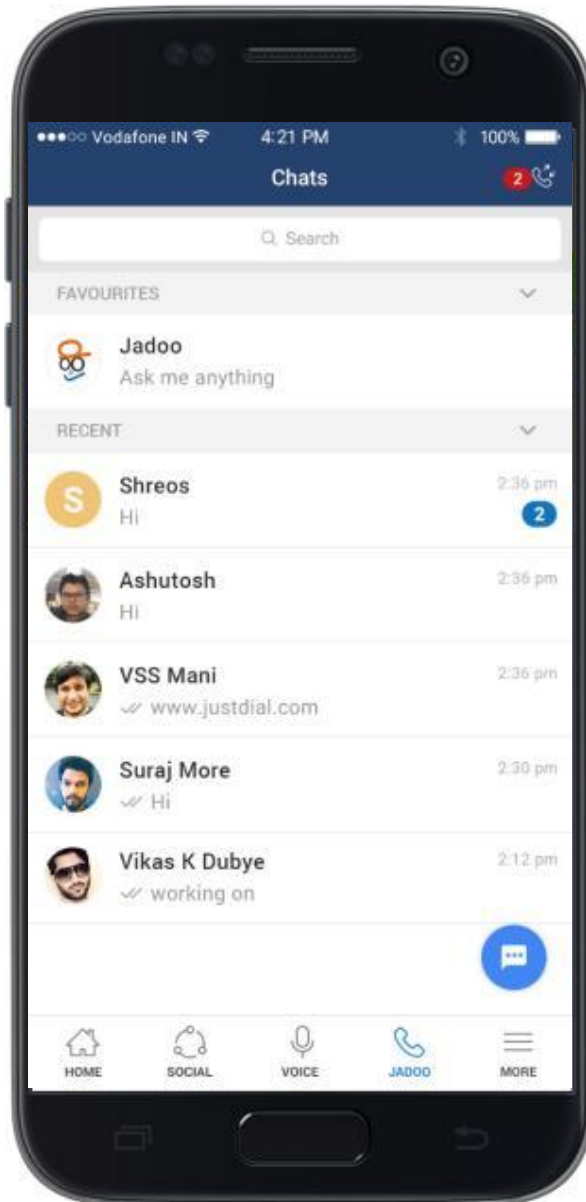 Vodafone IN 4:21 PM 100%
Chats 2
Search
FAVOURITES
Jadoo
Ask me anything
RECENT
Shreos 2:36 pm
Hi 2
S
Ashutosh 2:36 pm
Hi
VSS Mani 2:36 pm
www.justdial.com
Suraj More 2:30 pm
Hi
Vikas K Dubye 2:12 pm
working on
HOME SOCIAL VOICE JADOO MORE